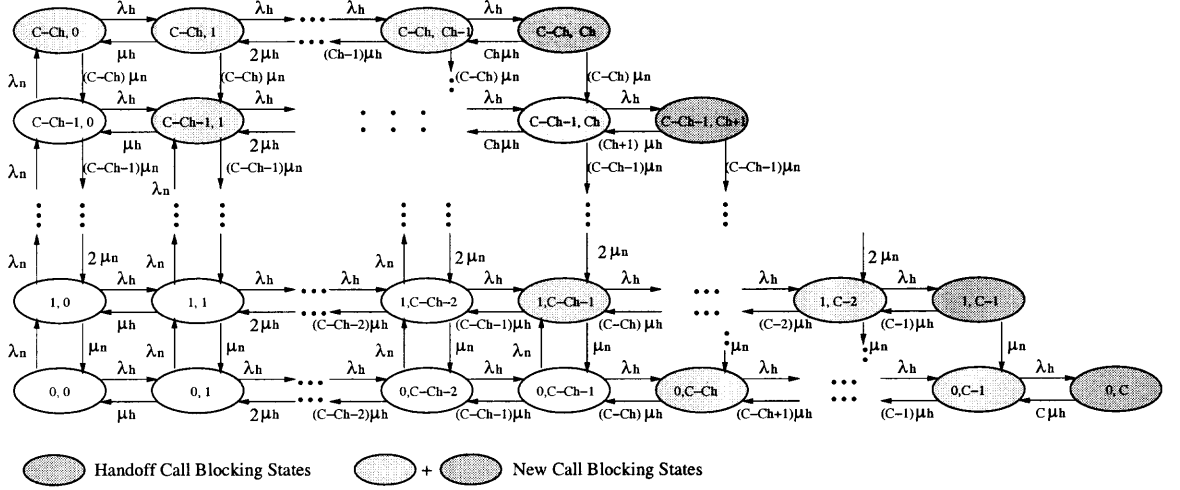 λh λh λh λh
C–Ch, 0 C–Ch, 1 C–Ch, Ch-1 C–Ch, Ch
μh 2μh (Ch–1)μh Chμh
λn (C–Ch) μn (C–Ch) μn (C–Ch) μn (C–Ch) μn
λh λh λh
C–Ch–1, 0 C–Ch–1, 1 C–Ch–1, Ch C–Ch–1, Ch+1
μh 2μh Chμh (Ch+1) μh
λn (C–Ch–1)μn λn (C–Ch–1)μn (C–Ch–1)μn (C–Ch–1)μn
λn 2μn λn λn 2μn 2μn 2μn
λh λh λh λh λh λh λh
1, 0 1, 1 1,C–Ch–2 1,C–Ch–1 1, C–2 1, C–1
μh 2μh (C–Ch–2)μh (C–Ch–1)μh (C–Ch) μh (C–2)μh (C–1)μh
λn μn λn μn λn μn λn μn μn μn μn
λh λh λh λh λh λh λh λh
0, 0 0, 1 0,C–Ch–2 0,C–Ch–1 0,C–Ch 0,C–1 0, C
μh 2μh (C–Ch–2)μh (C–Ch–1)μh (C–Ch) μh (C–Ch+1)μh (C–1)μh Cμh
Handoff Call Blocking States + New Call Blocking States